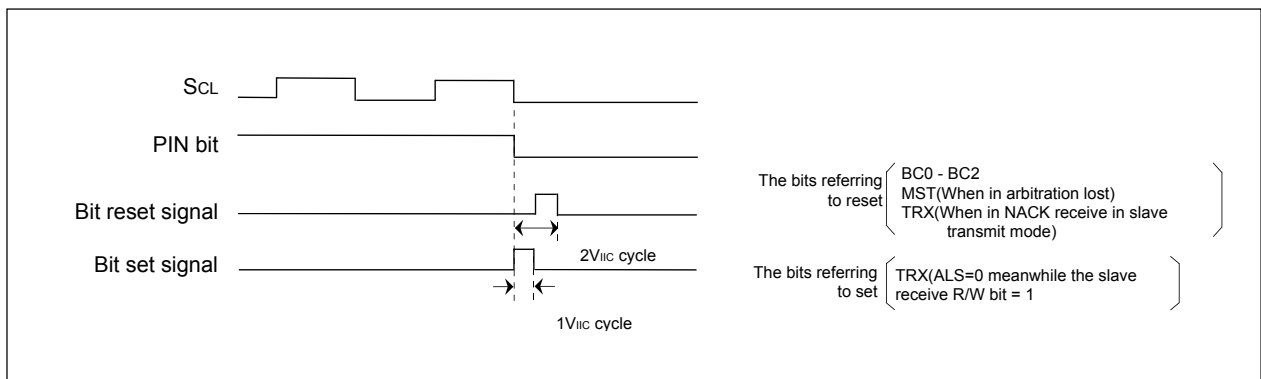 SCL
PIN bit
Bit reset signal
Bit set signal
2VIIC cycle
1VIIC cycle
The bits referring
to reset
BC0 - BC2
MST(When in arbitration lost)
TRX(When in NACK receive in slave
transmit mode)
The bits referring
to set
TRX(ALS=0 meanwhile the slave
receive R/W bit = 1